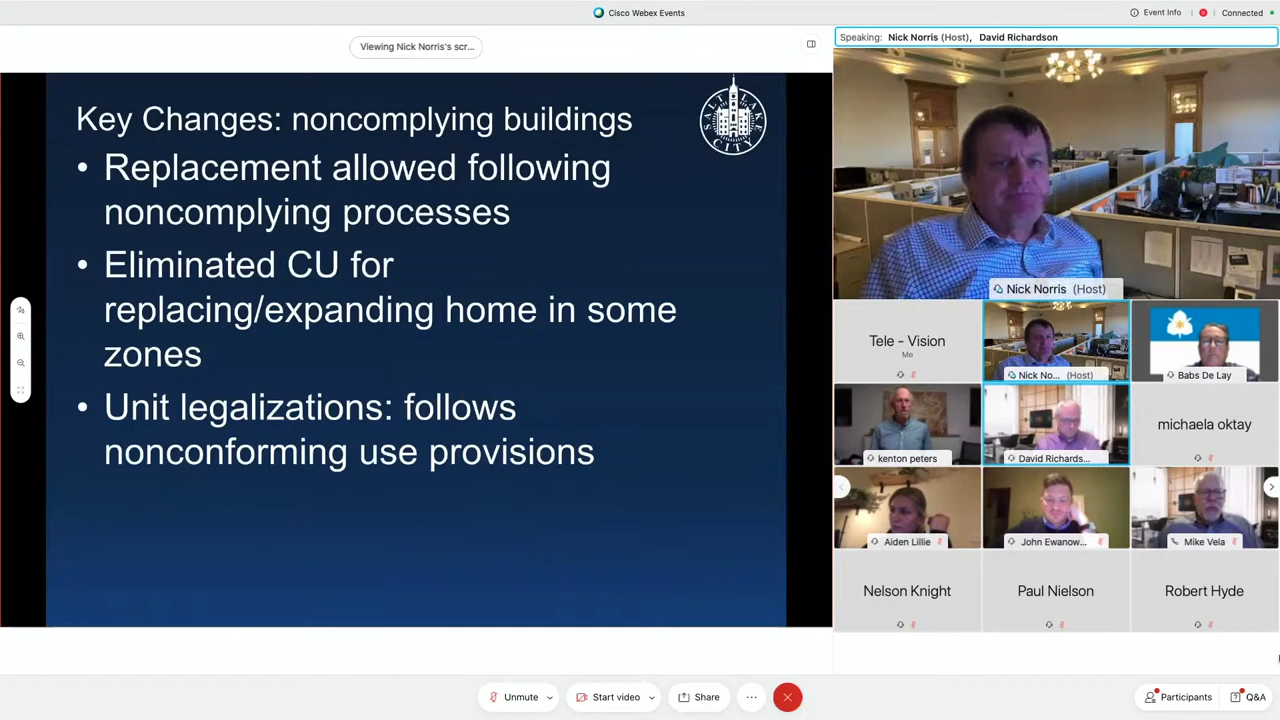 Cisco Webex Events
Event Info
Connected
Viewing Nick Norris's scr...
Speaking: Nick Norris (Host), David Richardson
Key Changes: noncomplying buildings
SALT LAKE
CITY
• Replacement allowed following
noncomplying processes
• Eliminated CU for
replacing/expanding home in some
zones
• Unit legalizations: follows
nonconforming use provisions
Nick Norris (Host)
Tele - Vision
Me
Nick No... (Host)
Babs De Lay
kenton peters
David Richards...
michaela oktay
Aiden Lillie
John Ewanow...
Mike Vela
Nelson Knight
Paul Nielson
Robert Hyde
Unmute
Start video
Share
Participants
Q&A